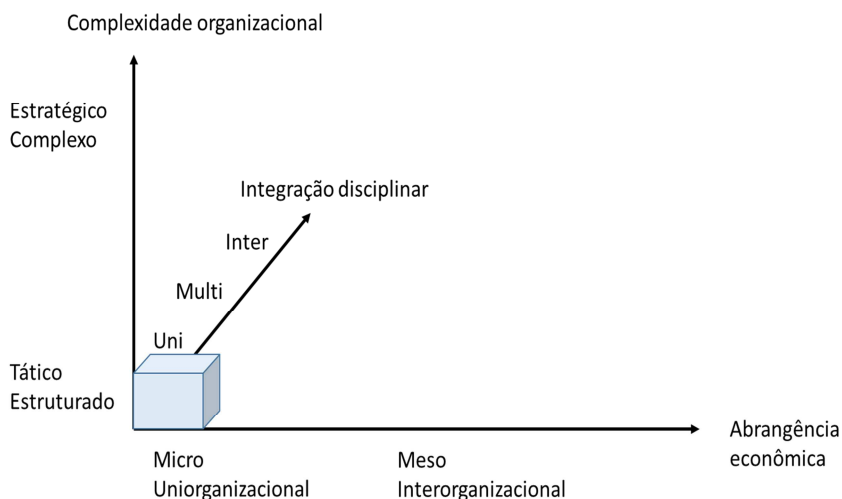 Complexidade organizacional
Estratégico
Complexo
Integração disciplinar
Inter
Multi
Uni
Tático
Estruturado
Abrangência
econômica
Micro
Uniorganizacional
Meso
Interorganizacional